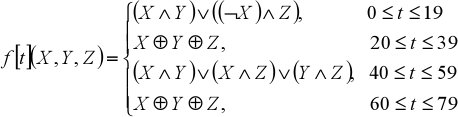 (X∧Y)∨((¬X)∧Z), 0≤t≤19
X⊕Y⊕Z, 20≤t≤39
f[t](X,Y,Z)=
(X∧Y)∨(X∧Z)∨(Y∧Z), 40≤t≤59
X⊕Y⊕Z, 60≤t≤79